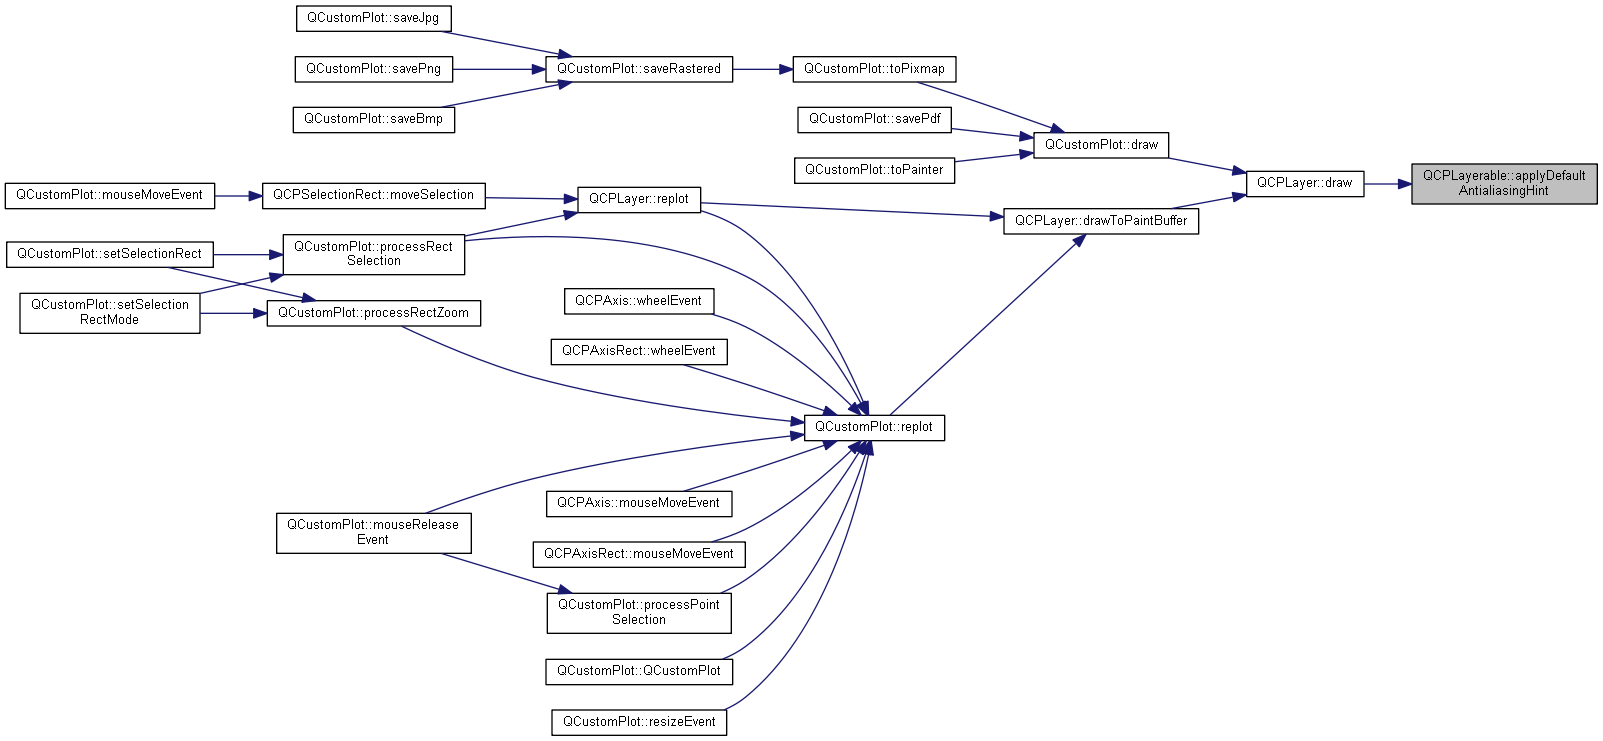 QCustomPlot::saveJpg
QCustomPlot::savePng
QCustomPlot::saveRastered
QCustomPlot::toPixmap
QCustomPlot::saveBmp
QCustomPlot::savePdf
QCustomPlot::draw
QCustomPlot::toPainter
QCPLayerable::applyDefault
AntialiasingHint
QCPLayer::draw
QCustomPlot::mouseMoveEvent
QCPSelectionRect::moveSelection
QCPLayer::replot
QCPLayer::drawToPaintBuffer
QCustomPlot::setSelectionRect
QCustomPlot::processRect
Selection
QCustomPlot::setSelection
RectMode
QCustomPlot::processRectZoom
QCPAxis::wheelEvent
QCPAxisRect::wheelEvent
QCustomPlot::replot
QCPAxis::mouseMoveEvent
QCustomPlot::mouseRelease
Event
QCPAxisRect::mouseMoveEvent
QCustomPlot::processPoint
Selection
QCustomPlot::QCustomPlot
QCustomPlot::resizeEvent